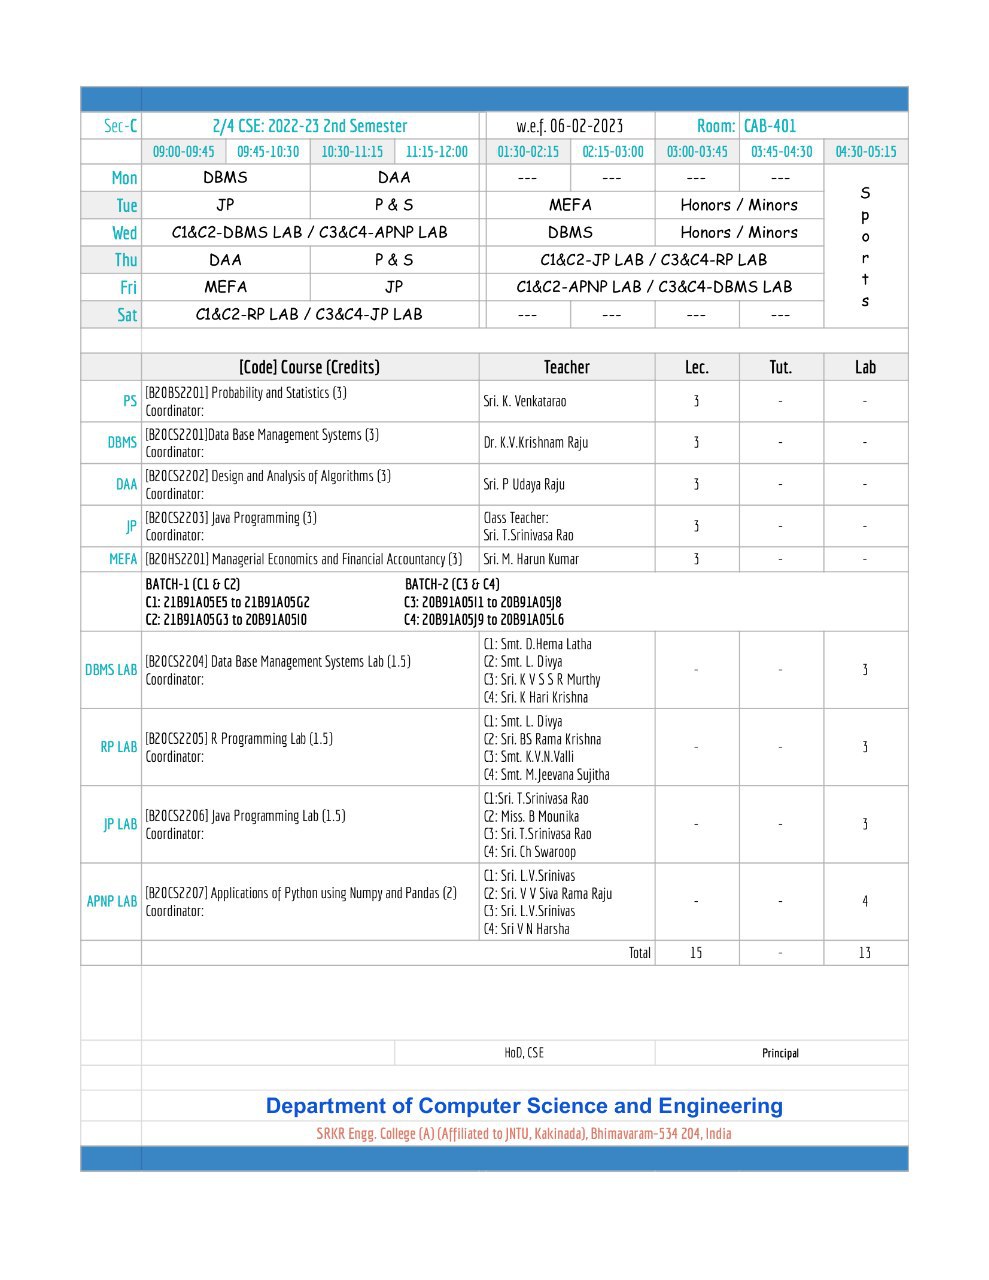 Sec-C 2/4 CSE: 2022-23 2nd Semester w.e.f. 06-02-2023 Room: CAB-401
09:00-09:45 09:45-10:30 10:30-11:15 11:15-12:00 01:30-02:15 02:15-03:00 03:00-03:45 03:45-04:30 04:30-05:15
Mon DBMS DAA --- --- --- ---
Tue JP P & S MEFA Honors / Minors
Wed C1&C2-DBMS LAB / C3&C4-APNP LAB DBMS Honors / Minors
Thu DAA P & S C1&C2-JP LAB / C3&C4-RP LAB
Fri MEFA JP C1&C2-APNP LAB / C3&C4-DBMS LAB
Sat C1&C2-RP LAB / C3&C4-JP LAB --- --- --- ---
S
p
o
r
t
s
[Code] Course (Credits) Teacher Lec. Tut. Lab
PS [B20BS2201] Probability and Statistics (3)
Coordinator: Sri. K. Venkatarao 3 - -
DBMS [B20CS2201]Data Base Management Systems (3)
Coordinator: Dr. K.V.Krishnam Raju 3 - -
DAA [B20CS2202] Design and Analysis of Algorithms (3)
Coordinator: Sri. P Udaya Raju 3 - -
JP [B20CS2203] Java Programming (3)
Coordinator: Class Teacher:
Sri. T.Srinivasa Rao 3 - -
MEFA [B20HS2201] Managerial Economics and Financial Accountancy (3) Sri. M. Harun Kumar 3 - -
BATCH-1 (C1 & C2) BATCH-2 (C3 & C4)
C1: 21B91A05E5 to 21B91A05G2 C3: 20B91A05I1 to 20B91A05J8
C2: 21B91A05G3 to 20B91A05I0 C4: 20B91A05J9 to 20B91A05L6
DBMS LAB [B20CS2204] Data Base Management Systems Lab (1.5)
Coordinator:
C1: Smt. D.Hema Latha
C2: Smt. L. Divya
C3: Sri. K V S S R Murthy
C4: Sri. K Hari Krishna
- - 3
RP LAB [B20CS2205] R Programming Lab (1.5)
Coordinator:
C1: Smt. L. Divya
C2: Sri. BS Rama Krishna
C3: Smt. K.V.N.Valli
C4: Smt. M.Jeevana Sujitha
- - 3
JP LAB [B20CS2206] Java Programming Lab (1.5)
Coordinator:
C1:Sri. T.Srinivasa Rao
C2: Miss. B Mounika
C3: Sri. T.Srinivasa Rao
C4: Sri. Ch Swaroop
- - 3
APNP LAB [B20CS2207] Applications of Python using Numpy and Pandas (2)
Coordinator:
C1: Sri. L.V.Srinivas
C2: Sri. V V Siva Rama Raju
C3: Sri. L.V.Srinivas
C4: Sri V N Harsha
- - 4
Total 15 - 13
HoD, CSE Principal
Department of Computer Science and Engineering
SRKR Engg. College (A) (Affiliated to JNTU, Kakinada), Bhimavaram-534 204, India